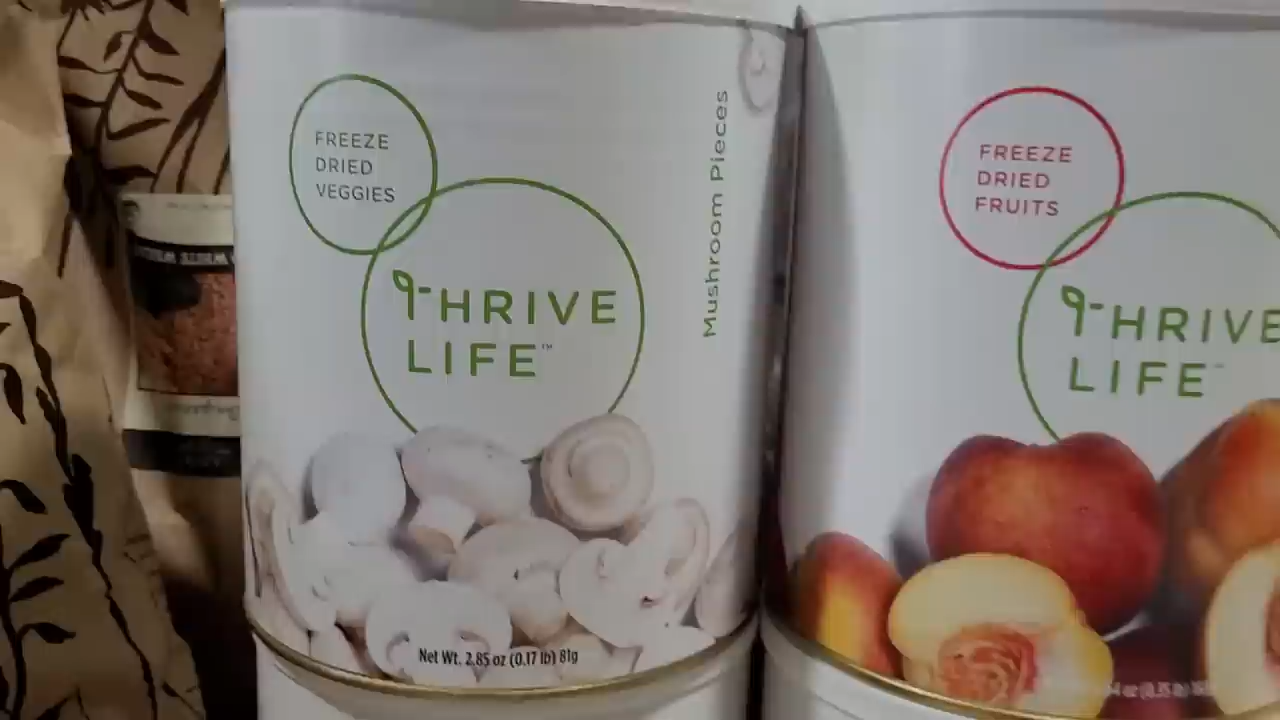 FREEZE
DRIED
VEGGIES
THRIVE
LIFE™
Mushroom Pieces
Net Wt. 2.85 oz (0.17 lb) 81g
FREEZE
DRIED
FRUITS
THRIVE
LIFE